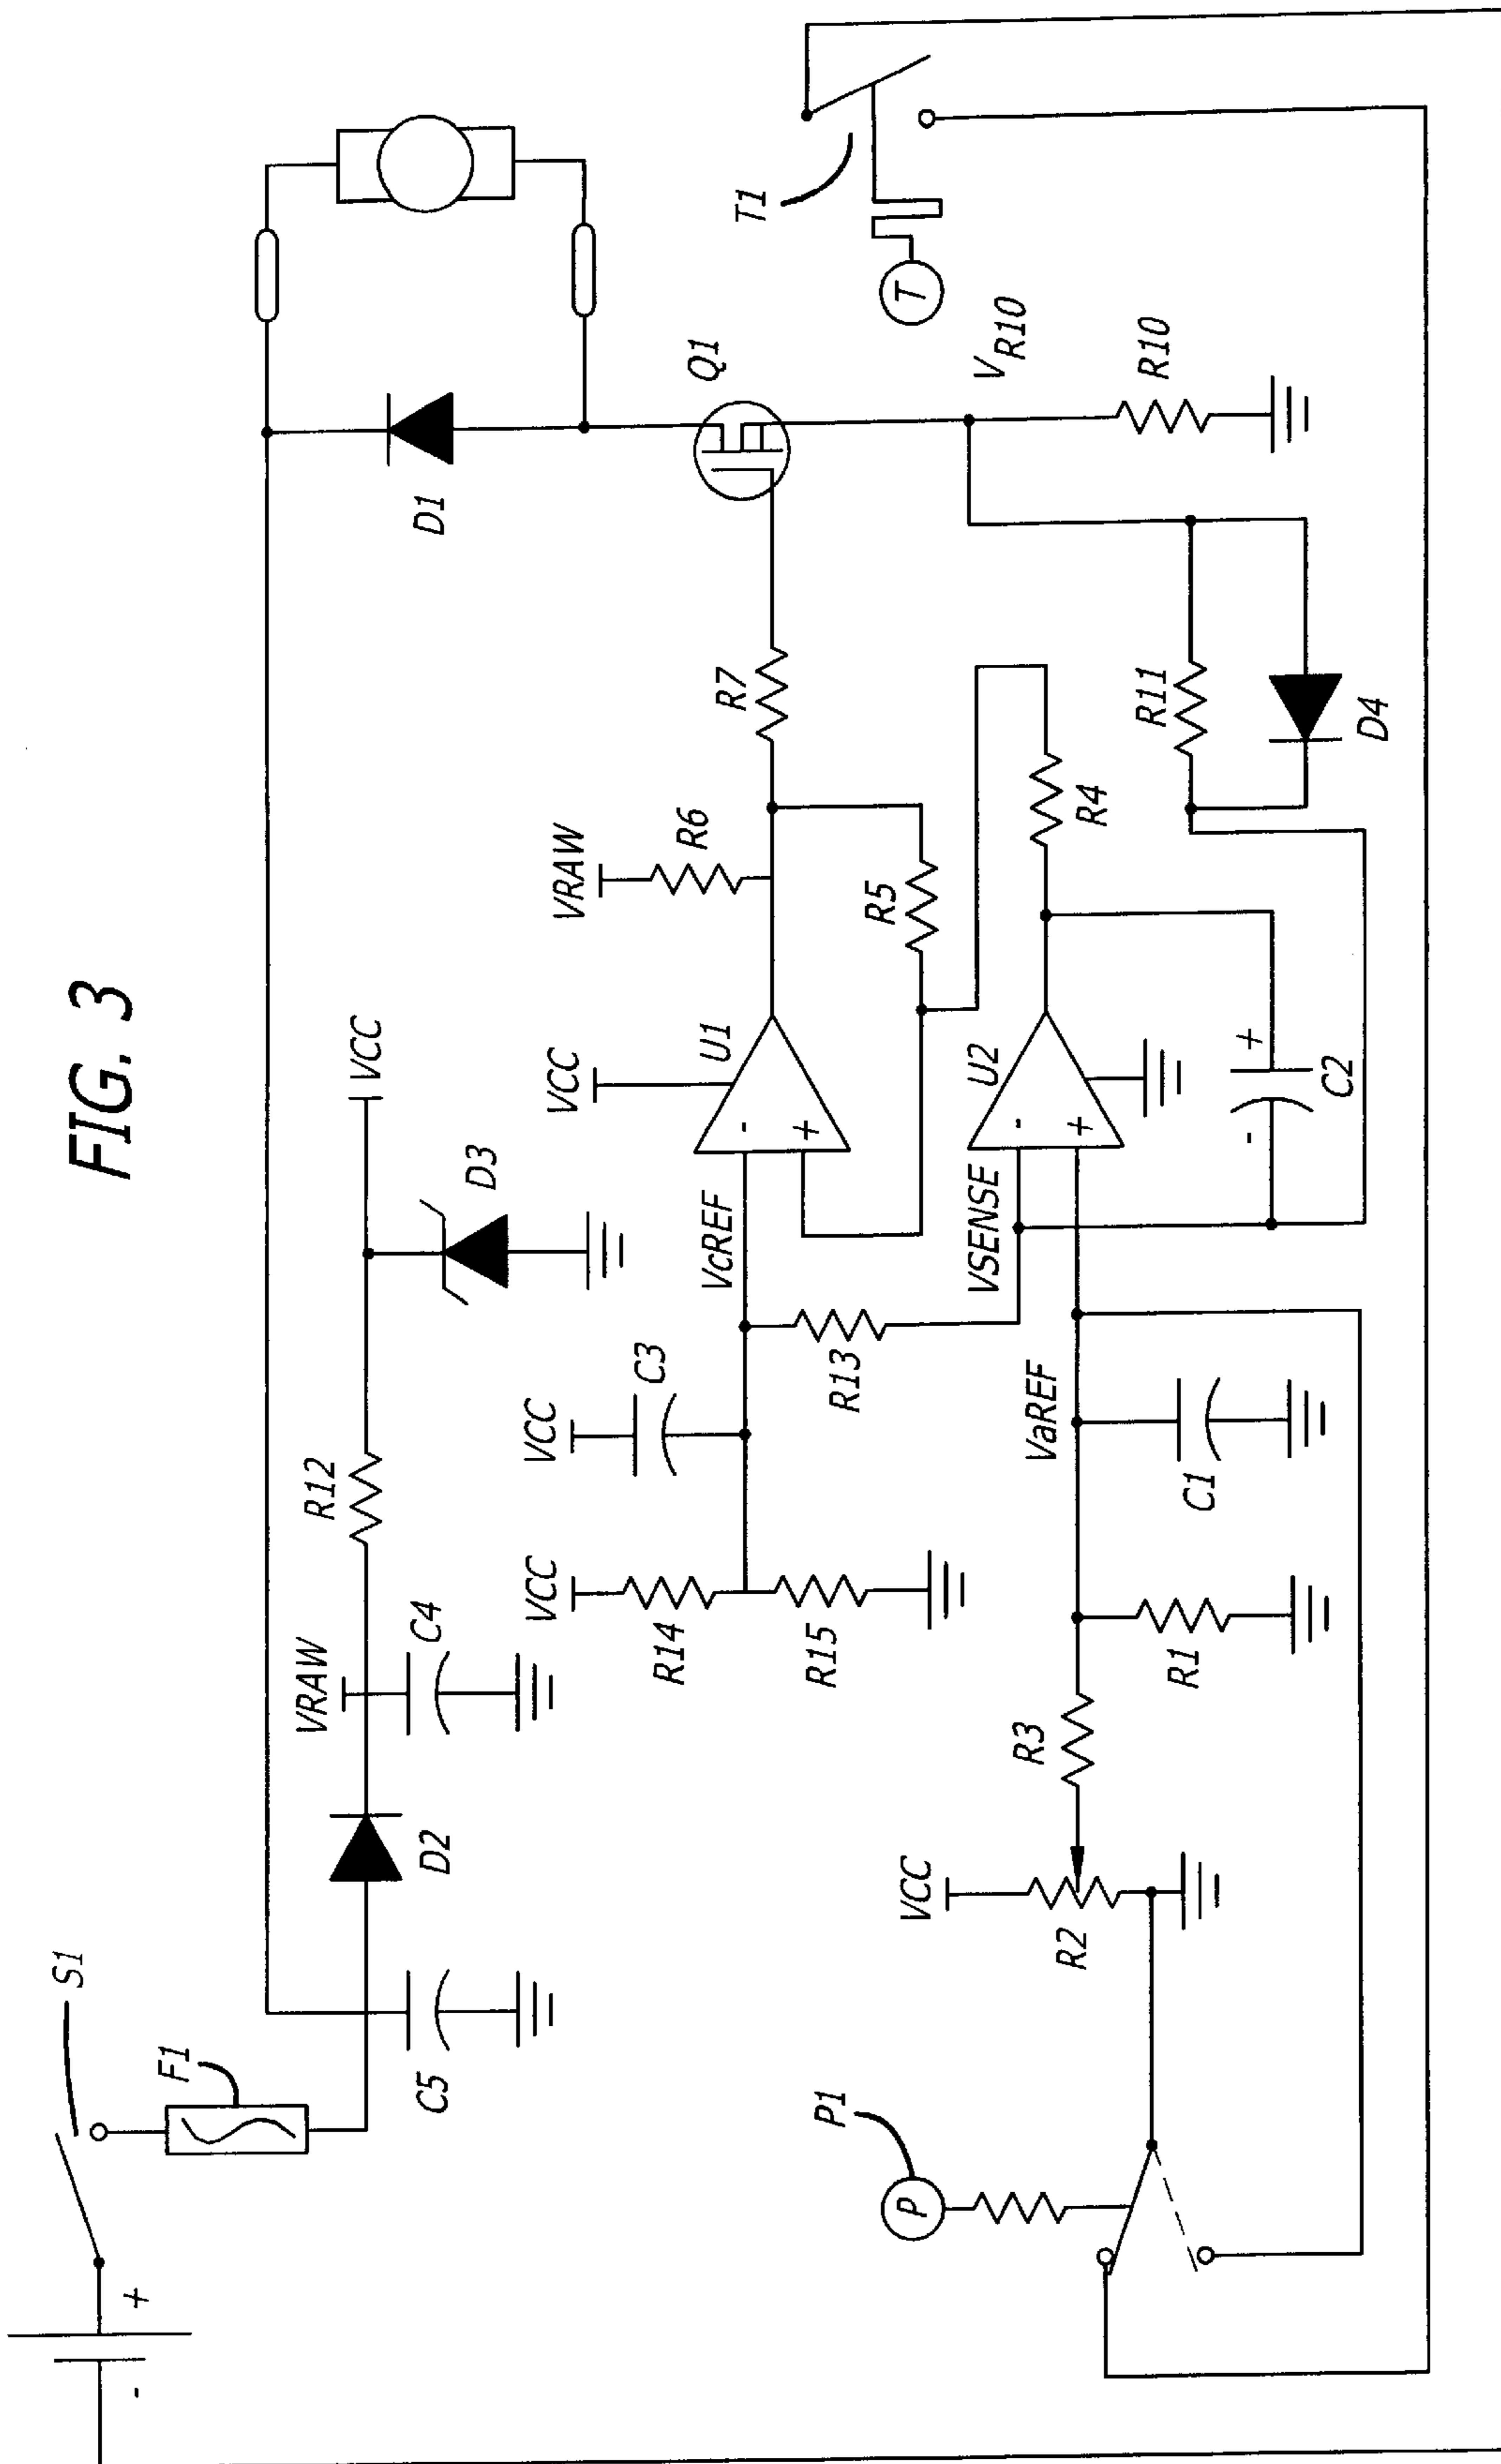 FIG. 3
S1
F1
+
-
C5
D2
VRAW
C4
R12
VCC
D3
D1
VCC
R14
R15
VCC
C3
VcREF
R13
VCC
U1
-
+
VRAW
R6
R5
R7
Q1
T1
T
VR10
R10
P1
P
VCC
R2
R3
R1
VaREF
C1
VSENSE
U2
-
+
-
+
C2
R4
R11
D4